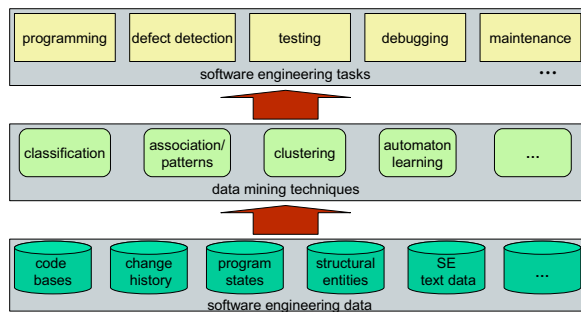 programming defect detection testing debugging maintenance
software engineering tasks ...
classification association/ patterns clustering automaton learning ...
data mining techniques
code bases change history program states structural entities SE text data ...
software engineering data